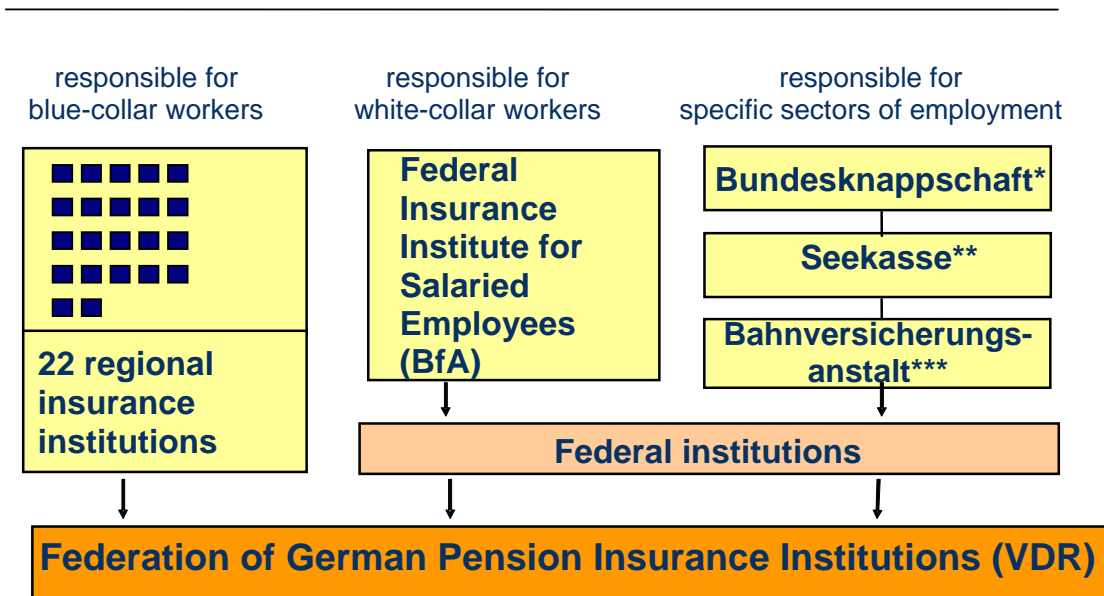 responsible for
blue-collar workers
responsible for
white-collar workers
responsible for
specific sectors of employment
22 regional
insurance
institutions
Federal
Insurance
Institute for
Salaried
Employees
(BfA)
Bundesknappschaft*
Seekasse**
Bahnversicherungs-
anstalt***
Federal institutions
Federation of German Pension Insurance Institutions (VDR)